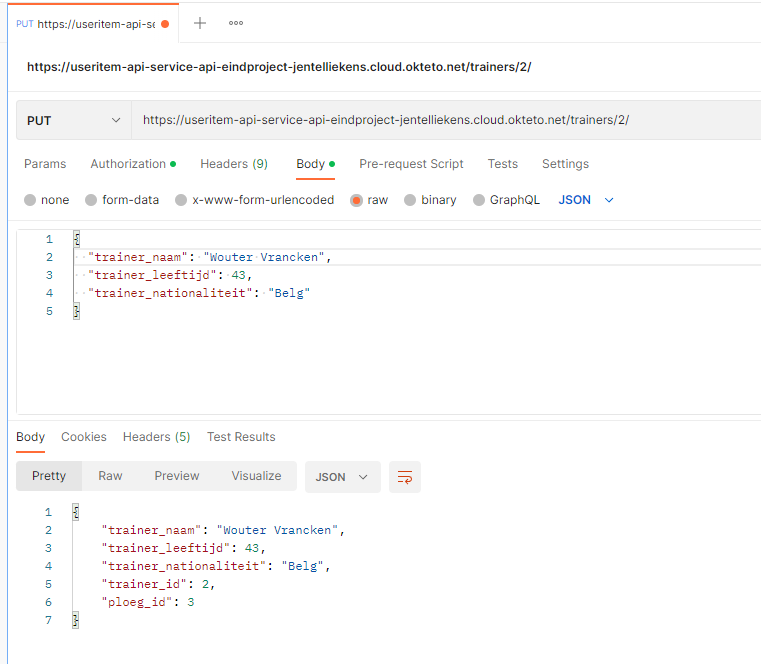 PUT https://useritem-api-se
https://useritem-api-service-api-eindproject-jentelliekens.cloud.okteto.net/trainers/2/
PUT https://useritem-api-service-api-eindproject-jentelliekens.cloud.okteto.net/trainers/2/
Params Authorization Headers (9) Body Pre-request Script Tests Settings
none form-data x-www-form-urlencoded raw binary GraphQL JSON
1 {
2 "trainer_naam": "Wouter Vrancken",
3 "trainer_leeftijd": 43,
4 "trainer_nationaliteit": "Belg"
5 }
Body Cookies Headers (5) Test Results
Pretty Raw Preview Visualize JSON
1 {
2 "trainer_naam": "Wouter Vrancken",
3 "trainer_leeftijd": 43,
4 "trainer_nationaliteit": "Belg",
5 "trainer_id": 2,
6 "ploeg_id": 3
7 }